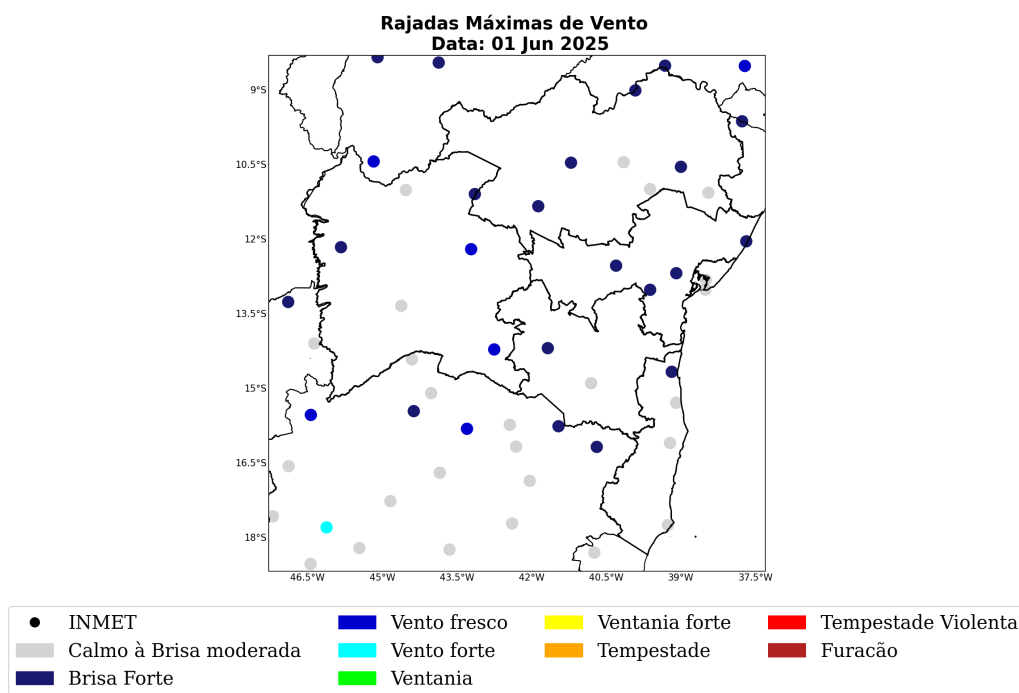 Rajadas Máximas de Vento
Data: 01 Jun 2025
9°S
10.5°S
12°S
13.5°S
15°S
16.5°S
18°S
46.5°W 45°W 43.5°W 42°W 40.5°W 39°W 37.5°W
INMET
Calmo à Brisa moderada
Brisa Forte
Vento fresco
Vento forte
Ventania
Ventania forte
Tempestade
Tempestade Violenta
Furacão